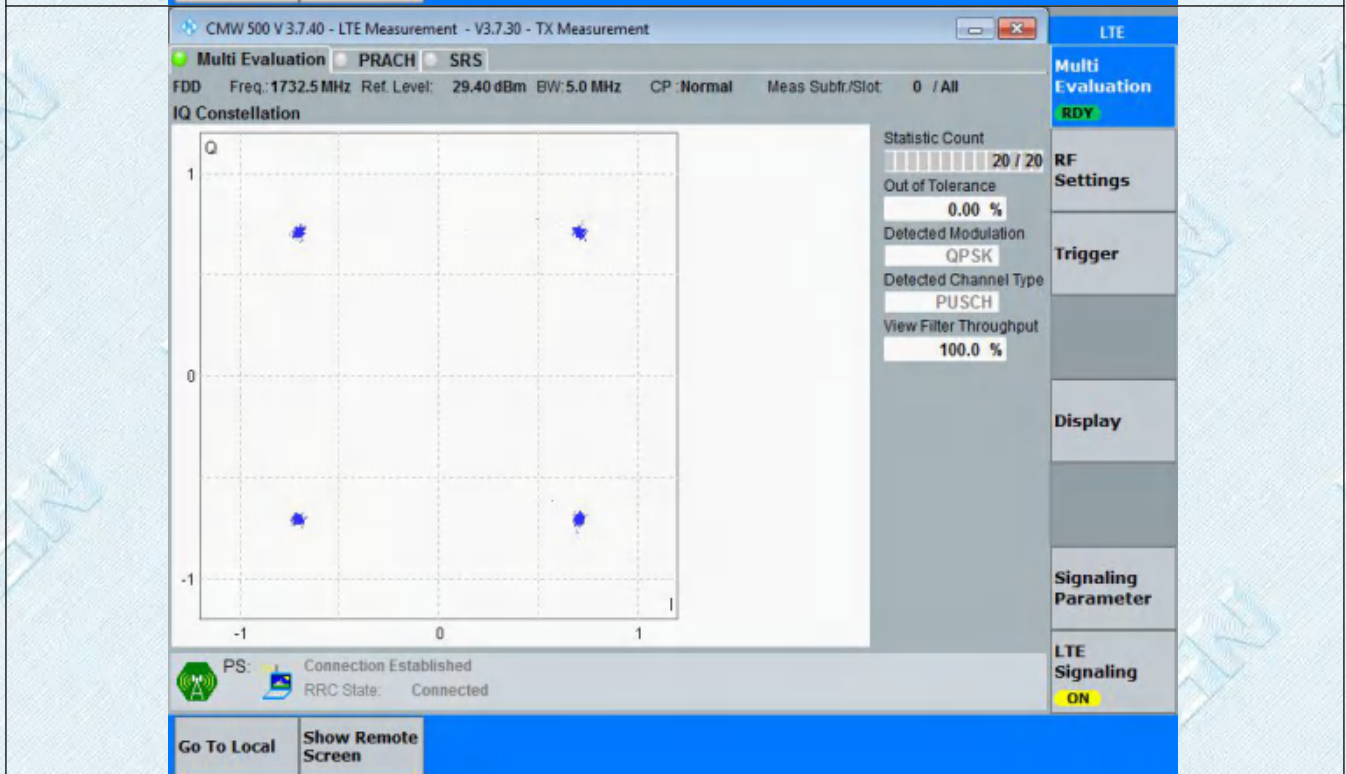 CMW 500 V 3.7.40 - LTE Measurement - V3.7.30 - TX Measurement
LTE
Multi Evaluation PRACH SRS
FDD Freq.: 1732.5 MHz Ref. Level: 29.40 dBm BW: 5.0 MHz CP : Normal Meas Subfr./Slot: 0 / All
IQ Constellation
Q
1
0
-1
I
-1 0 1
Statistic Count
20 / 20
Out of Tolerance
0.00 %
Detected Modulation
QPSK
Detected Channel Type
PUSCH
View Filter Throughput
100.0 %
Multi
Evaluation
RDY
RF
Settings
Trigger
Display
Signaling
Parameter
LTE
Signaling
ON
PS: Connection Established
RRC State: Connected
Go To Local
Show Remote
Screen